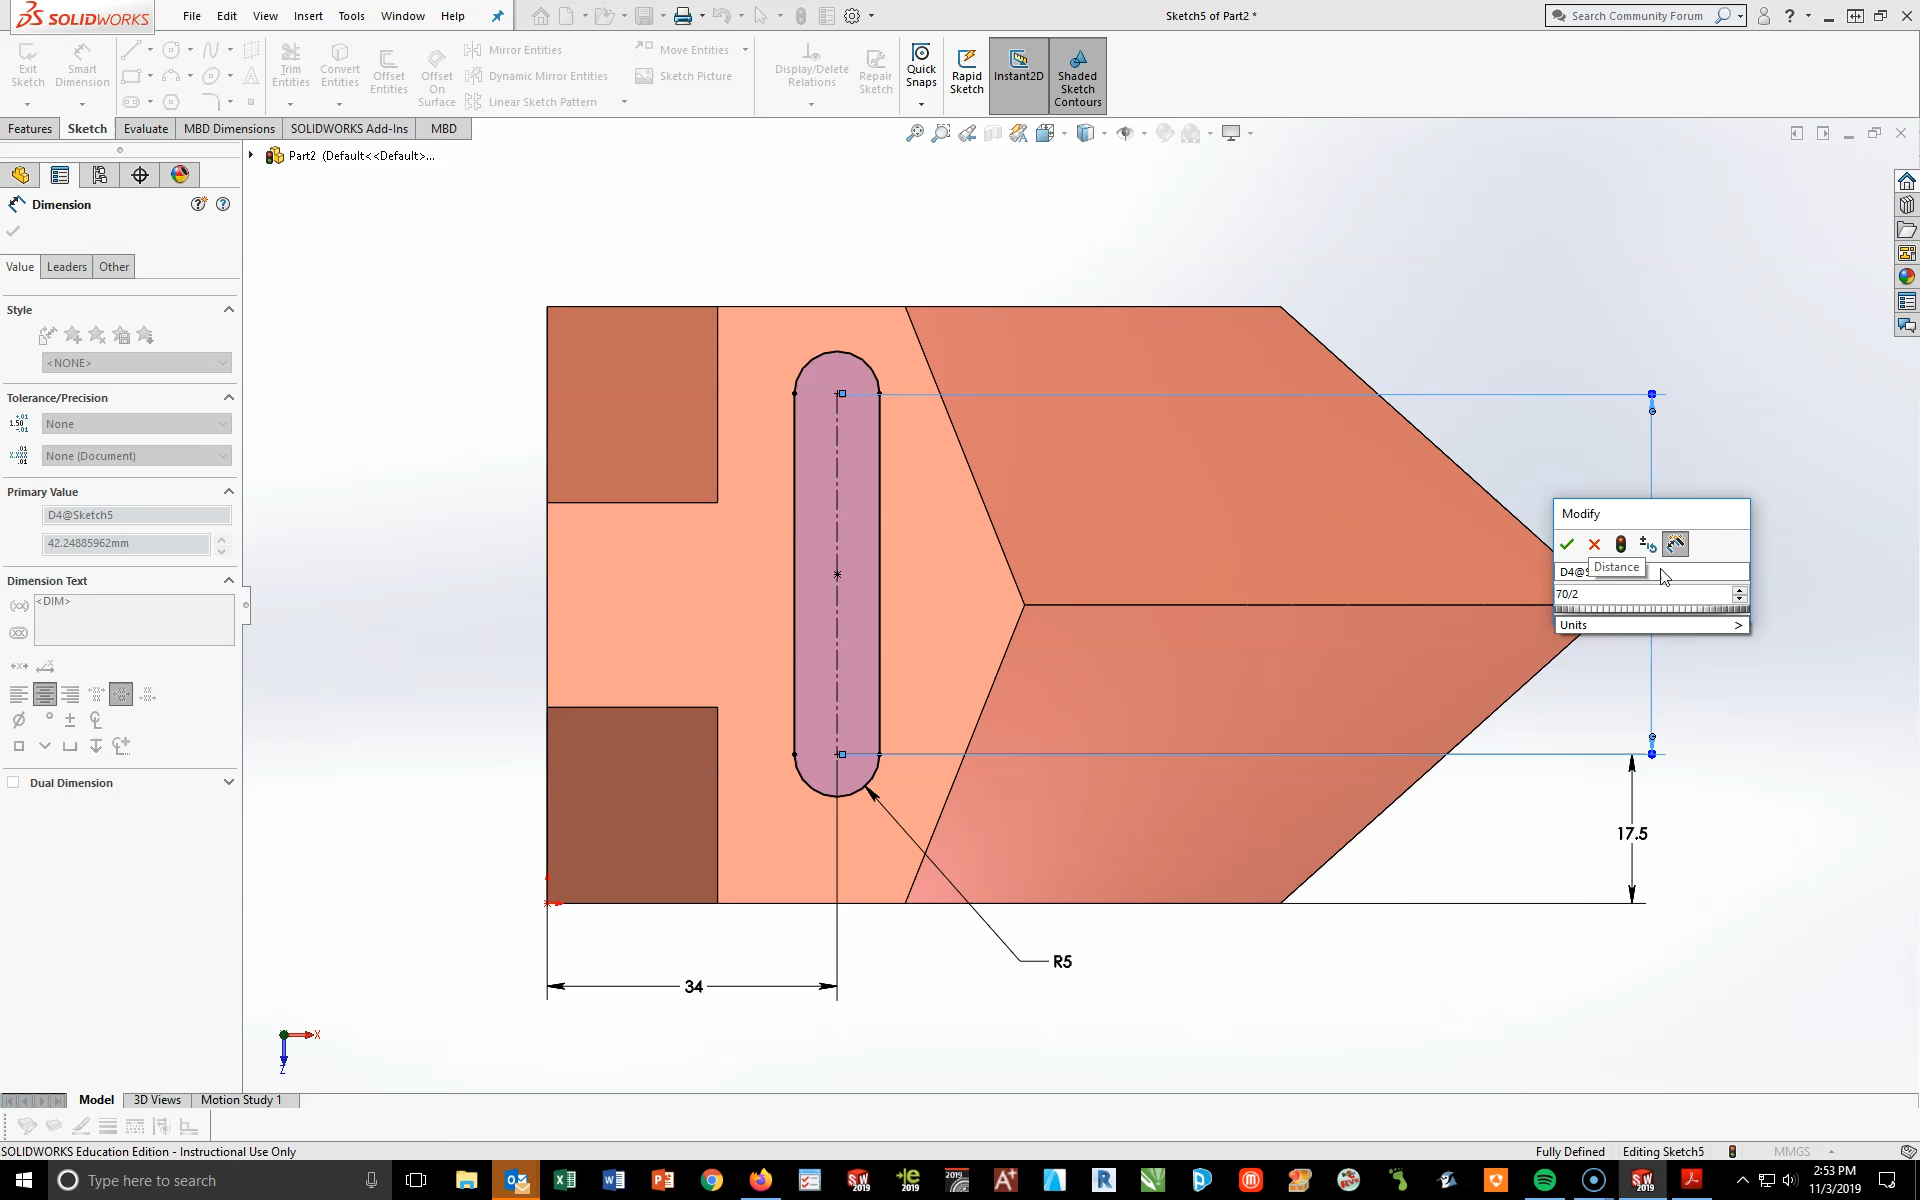 SOLIDWORKS File Edit View Insert Tools Window Help Sketch5 of Part2 * Search Community Forum ?
Exit Sketch
Smart Dimension
Trim Entities
Convert Entities
Offset Entities
Offset On Surface
Mirror Entities
Dynamic Mirror Entities
Linear Sketch Pattern
Move Entities
Sketch Picture
Display/Delete Relations
Repair Sketch
Quick Snaps
Rapid Sketch
Instant2D
Shaded Sketch Contours
Features Sketch Evaluate MBD Dimensions SOLIDWORKS Add-Ins MBD
Part2 (Default<<Default>...
Dimension
Value Leaders Other
Style
<NONE>
Tolerance/Precision
None
None (Document)
Primary Value
D4@Sketch5
42.24885962mm
Dimension Text
<DIM>
Dual Dimension
Modify
D4@S
Distance
70/2
Units >
17.5
R5
34
X
Z
Model 3D Views Motion Study 1
SOLIDWORKS Education Edition - Instructional Use Only Fully Defined Editing Sketch5 MMGS
Type here to search
2:53 PM
11/3/2019